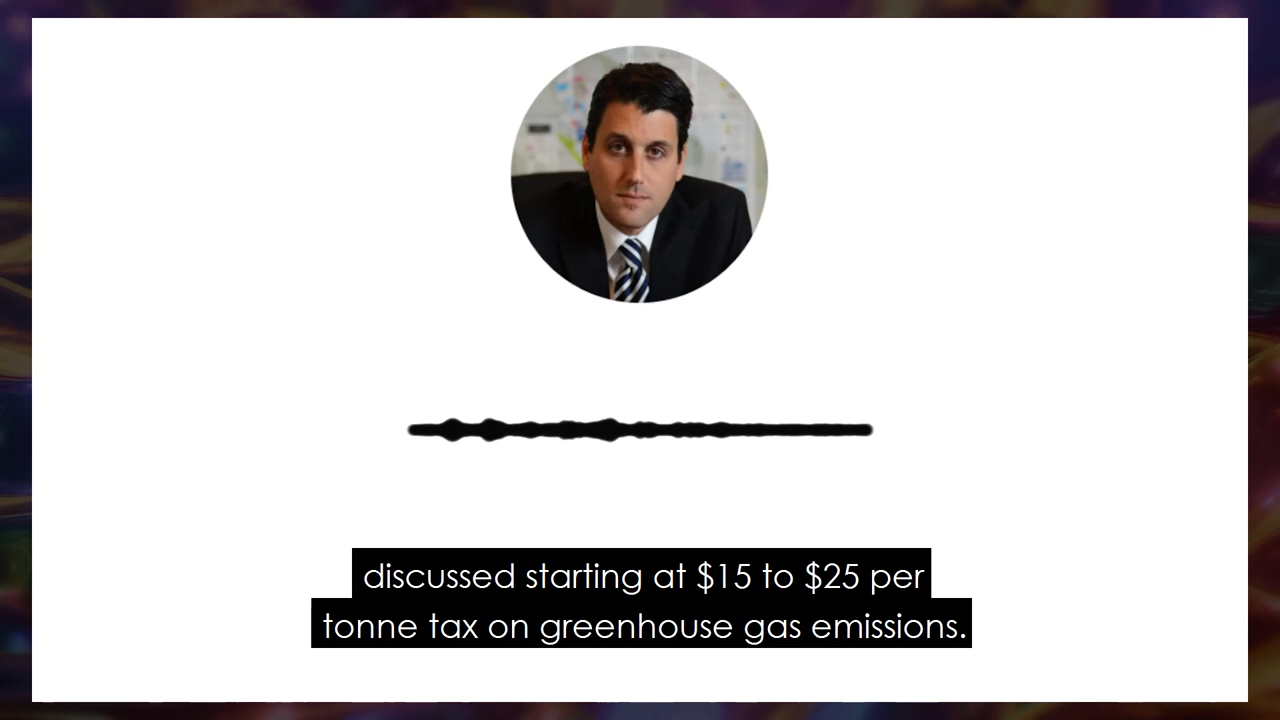 discussed starting at $15 to $25 per
tonne tax on greenhouse gas emissions.